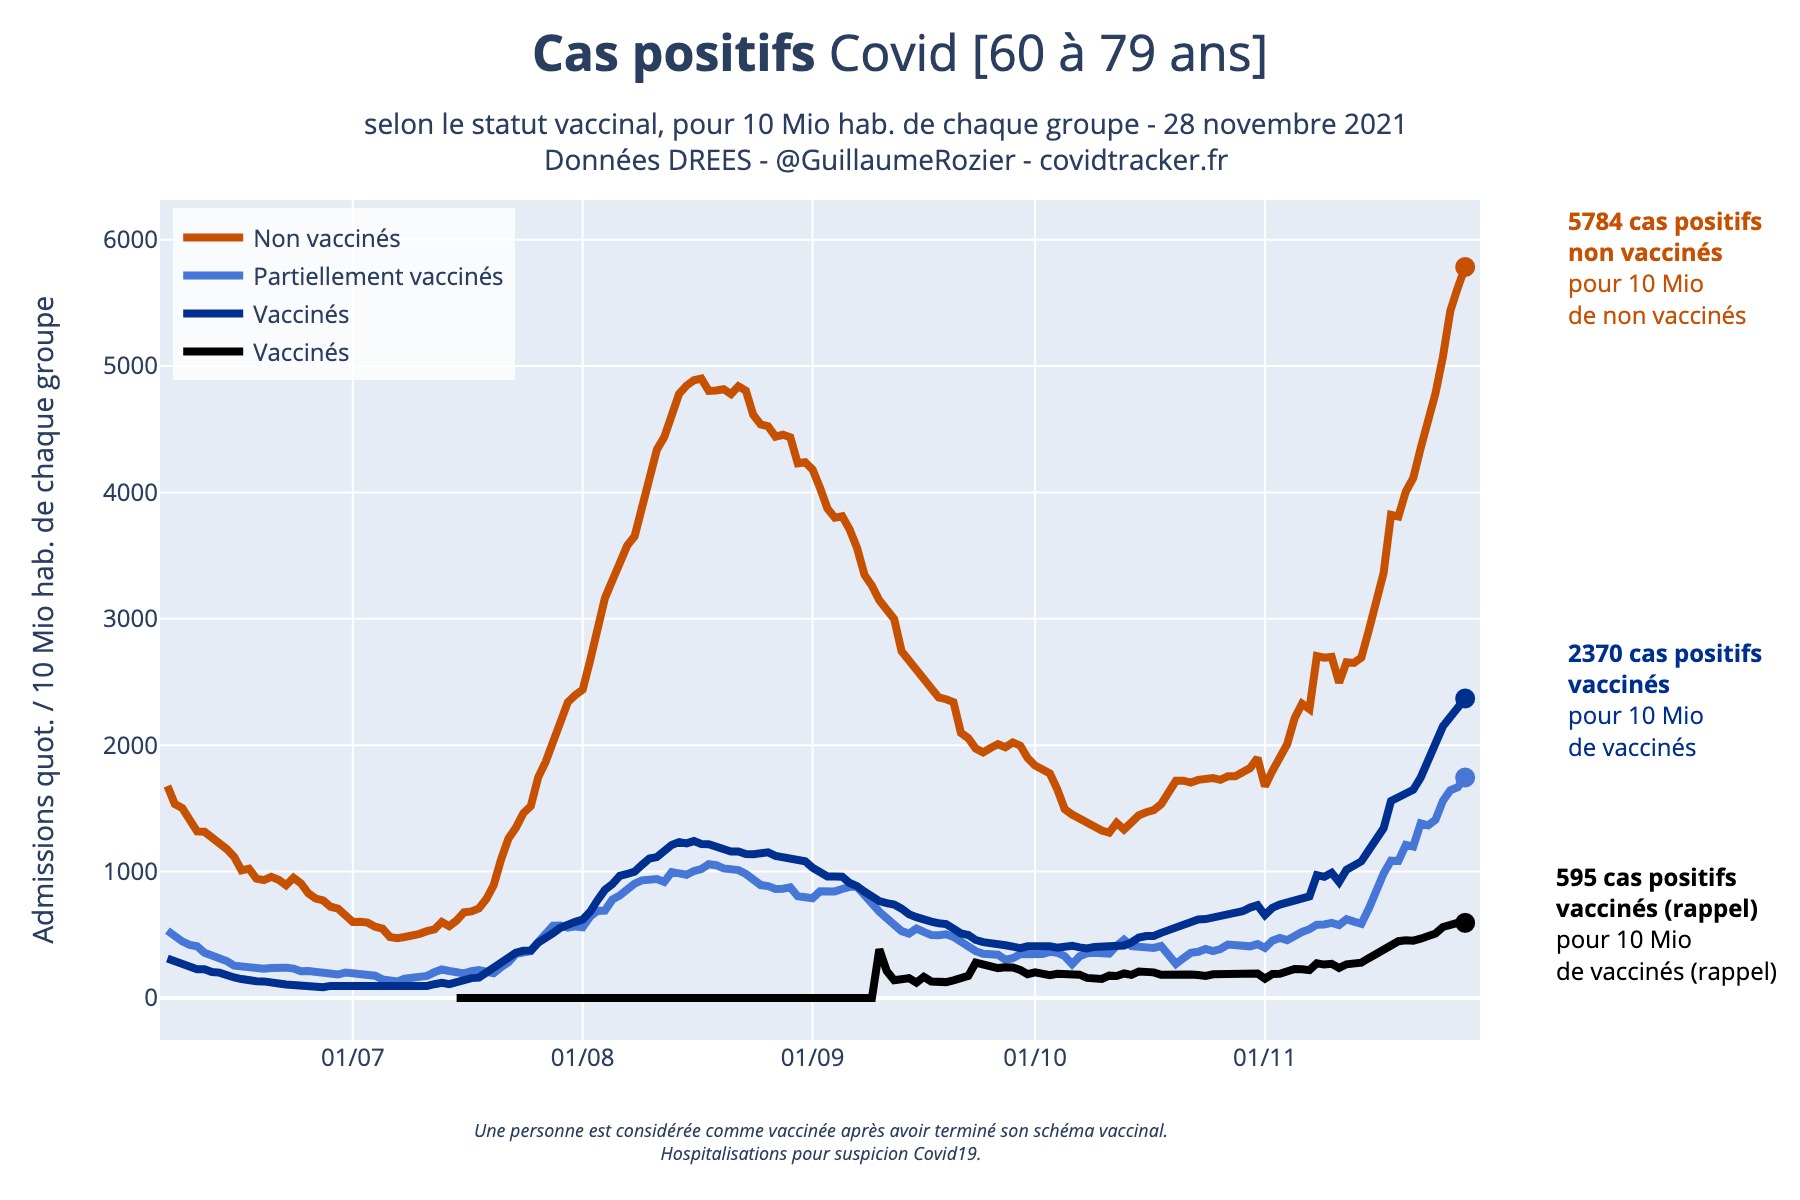 Cas positifs Covid [60 à 79 ans]
selon le statut vaccinal, pour 10 Mio hab. de chaque groupe - 28 novembre 2021
Données DREES - @GuillaumeRozier - covidtracker.fr
Admissions quot. / 10 Mio hab. de chaque groupe
6000
5000
4000
3000
2000
1000
0
Non vaccinés
Partiellement vaccinés
Vaccinés
Vaccinés
5784 cas positifs
non vaccinés
pour 10 Mio
de non vaccinés
2370 cas positifs
vaccinés
pour 10 Mio
de vaccinés
595 cas positifs
vaccinés (rappel)
pour 10 Mio
de vaccinés (rappel)
01/07
01/08
01/09
01/10
01/11
Une personne est considérée comme vaccinée après avoir terminé son schéma vaccinal.
Hospitalisations pour suspicion Covid19.